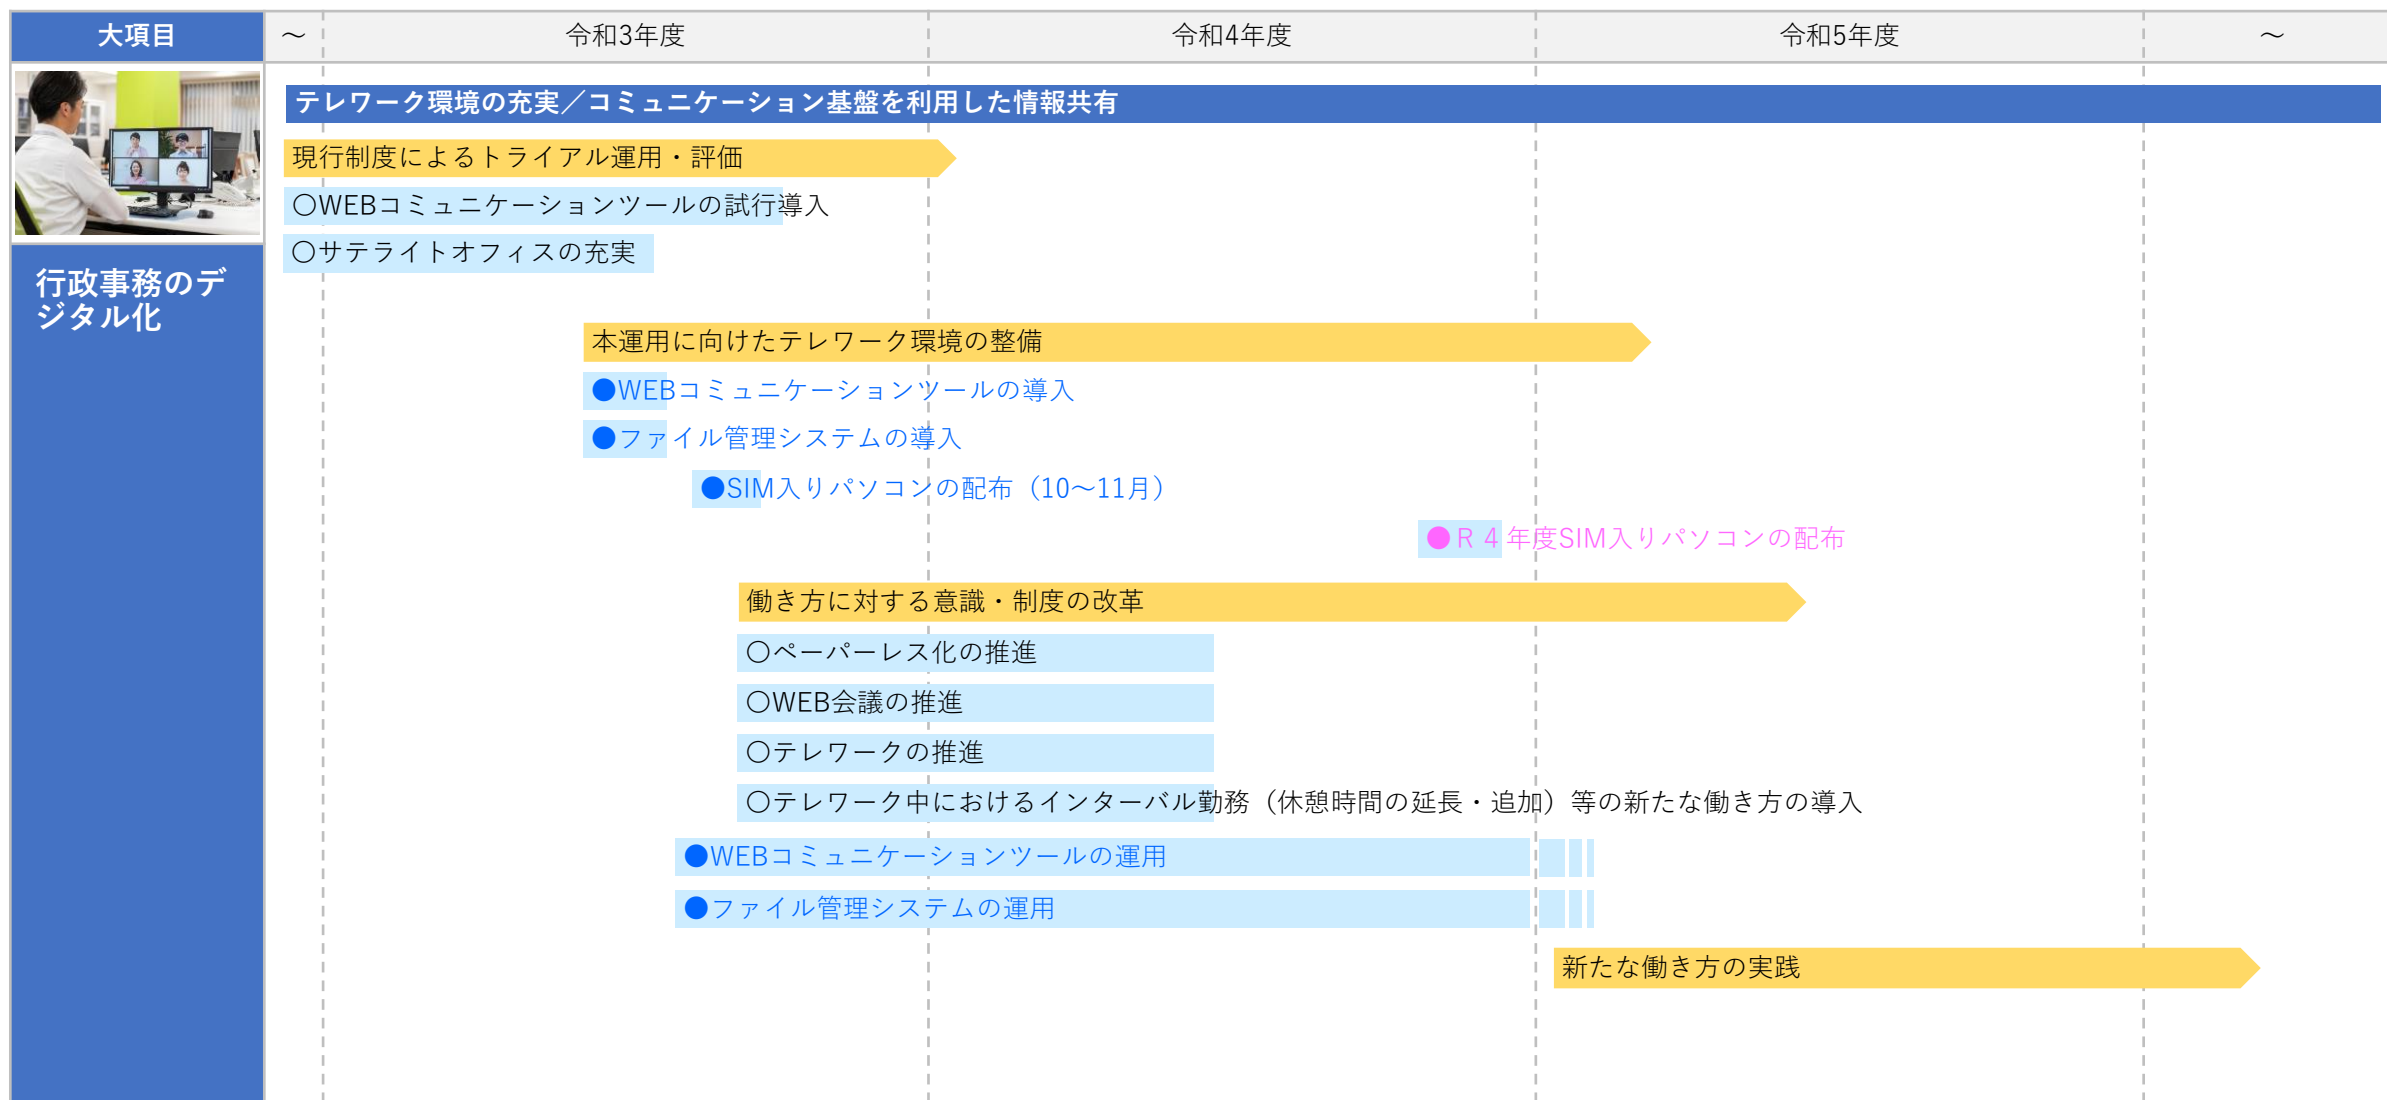 大項目
～
令和3年度
令和4年度
令和5年度
～
テレワーク環境の充実／コミュニケーション基盤を利用した情報共有
現行制度によるトライアル運用・評価
〇WEBコミュニケーションツールの試行導入
〇サテライトオフィスの充実
行政事務のデ
ジタル化
本運用に向けたテレワーク環境の整備
●WEBコミュニケーションツールの導入
●ファイル管理システムの導入
●SIM入りパソコンの配布（10～11月）
●Ｒ４年度SIM入りパソコンの配布
働き方に対する意識・制度の改革
〇ペーパーレス化の推進
〇WEB会議の推進
〇テレワークの推進
〇テレワーク中におけるインターバル勤務（休憩時間の延長・追加）等の新たな働き方の導入
●WEBコミュニケーションツールの運用
●ファイル管理システムの運用
新たな働き方の実践